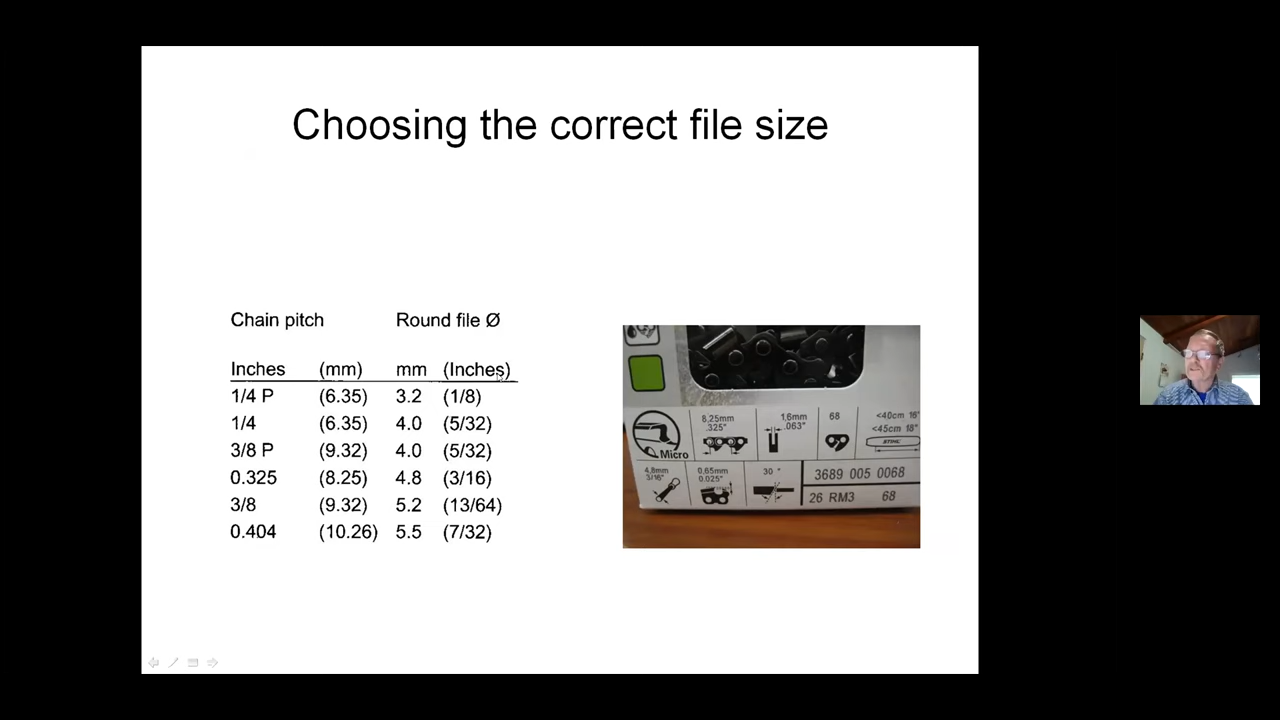 Choosing the correct file size
Chain pitch Round file Ø
Inches (mm) mm (Inches)
1/4 P (6.35) 3.2 (1/8)
1/4 (6.35) 4.0 (5/32)
3/8 P (9.32) 4.0 (5/32)
0.325 (8.25) 4.8 (3/16)
3/8 (9.32) 5.2 (13/64)
0.404 (10.26) 5.5 (7/32)
Micro
8,25mm
.325"
1,6mm
.063"
68
<40cm 16"
<45cm 18"
STIHL
4,8mm
3/16"
0,65mm
0.025"
30 °
3689 005 0068
26 RM3 68